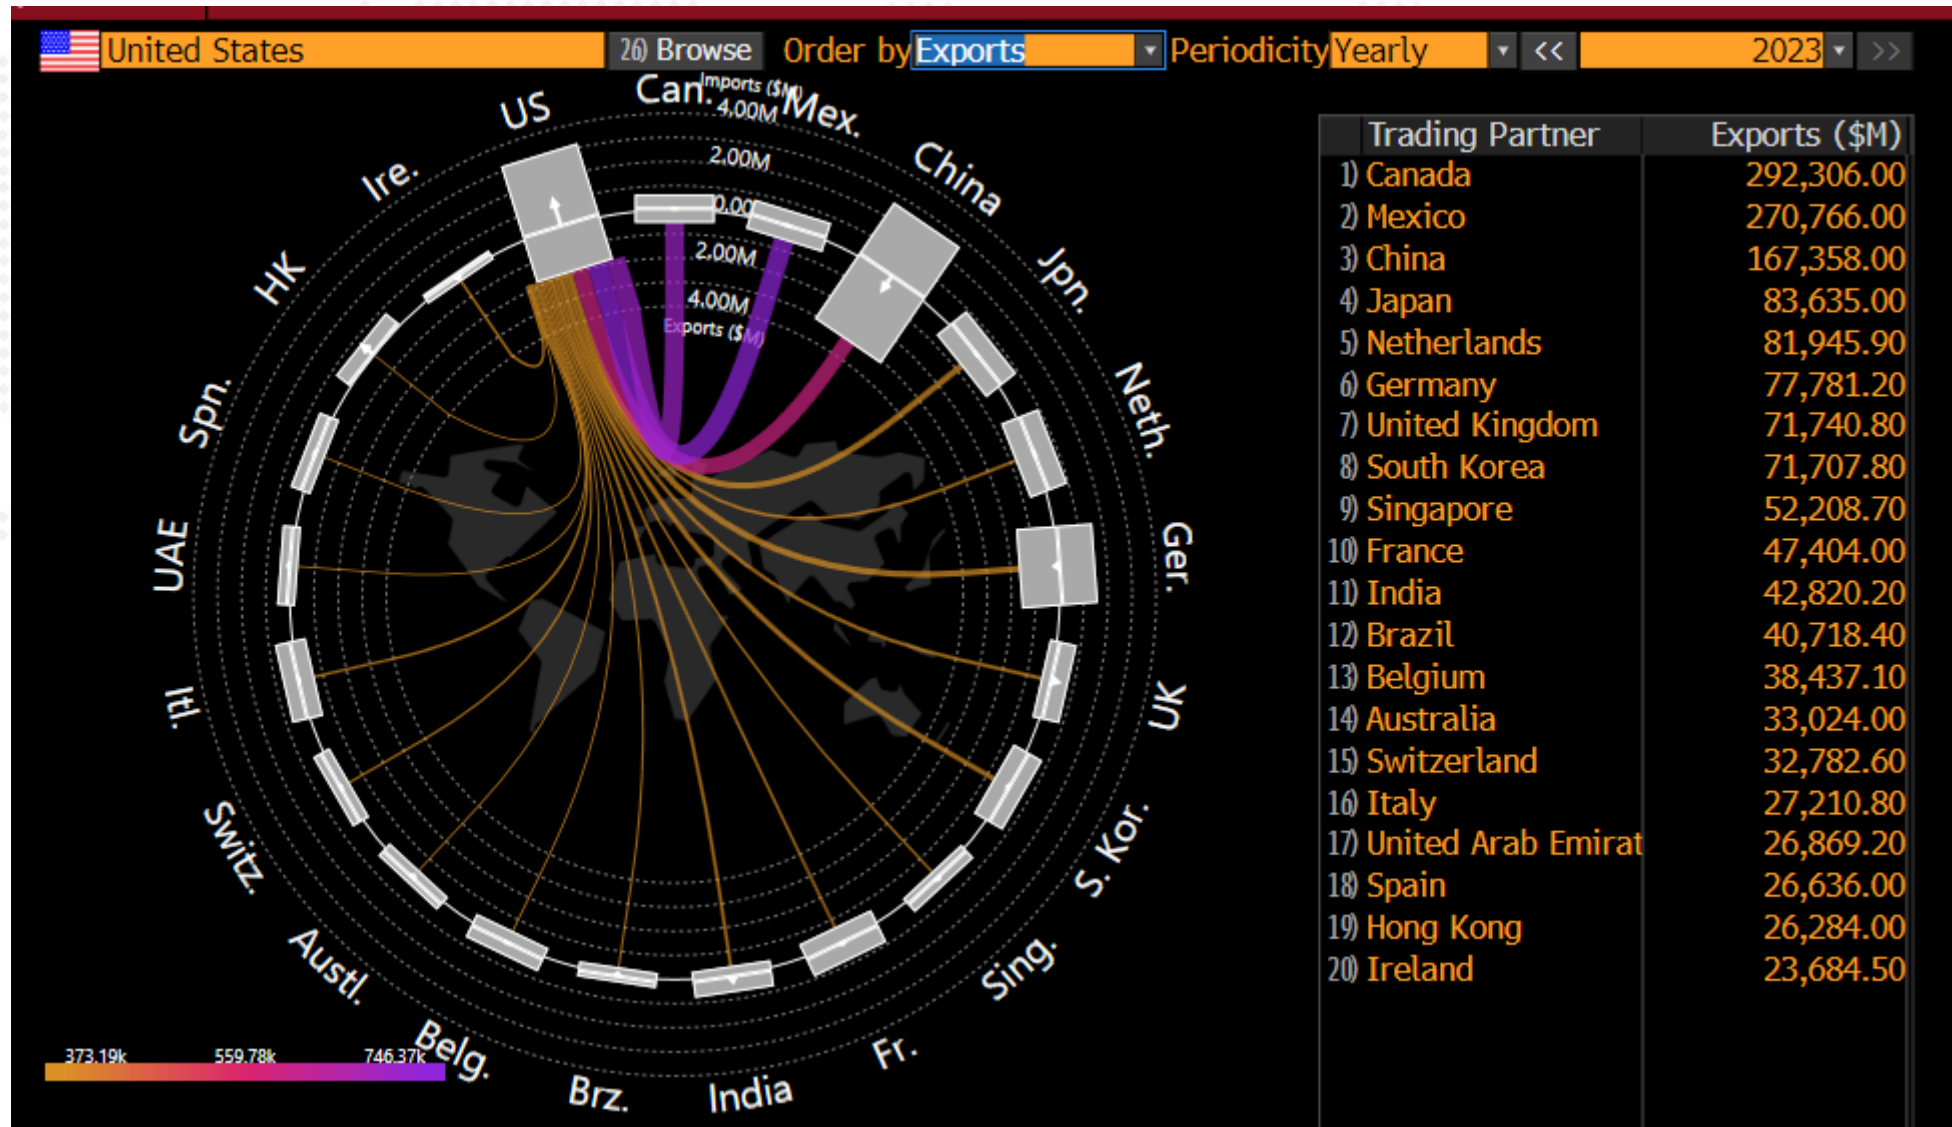 United States 26) Browse Order by Exports Periodicity Yearly << 2023 >>
Imports ($M)
4.00M
2.00M
0.00
2.00M
4.00M
Exports ($M)
US
Can.
Mex.
China
Jpn.
Neth.
Ger.
UK
S. Kor.
Sing.
Fr.
India
Brz.
Belg.
Austl.
Switz.
Itl.
UAE
Spn.
HK
Ire.
373.19k 559.78k 746.37k
Trading Partner Exports ($M)
1) Canada 292,306.00
2) Mexico 270,766.00
3) China 167,358.00
4) Japan 83,635.00
5) Netherlands 81,945.90
6) Germany 77,781.20
7) United Kingdom 71,740.80
8) South Korea 71,707.80
9) Singapore 52,208.70
10) France 47,404.00
11) India 42,820.20
12) Brazil 40,718.40
13) Belgium 38,437.10
14) Australia 33,024.00
15) Switzerland 32,782.60
16) Italy 27,210.80
17) United Arab Emirat 26,869.20
18) Spain 26,636.00
19) Hong Kong 26,284.00
20) Ireland 23,684.50